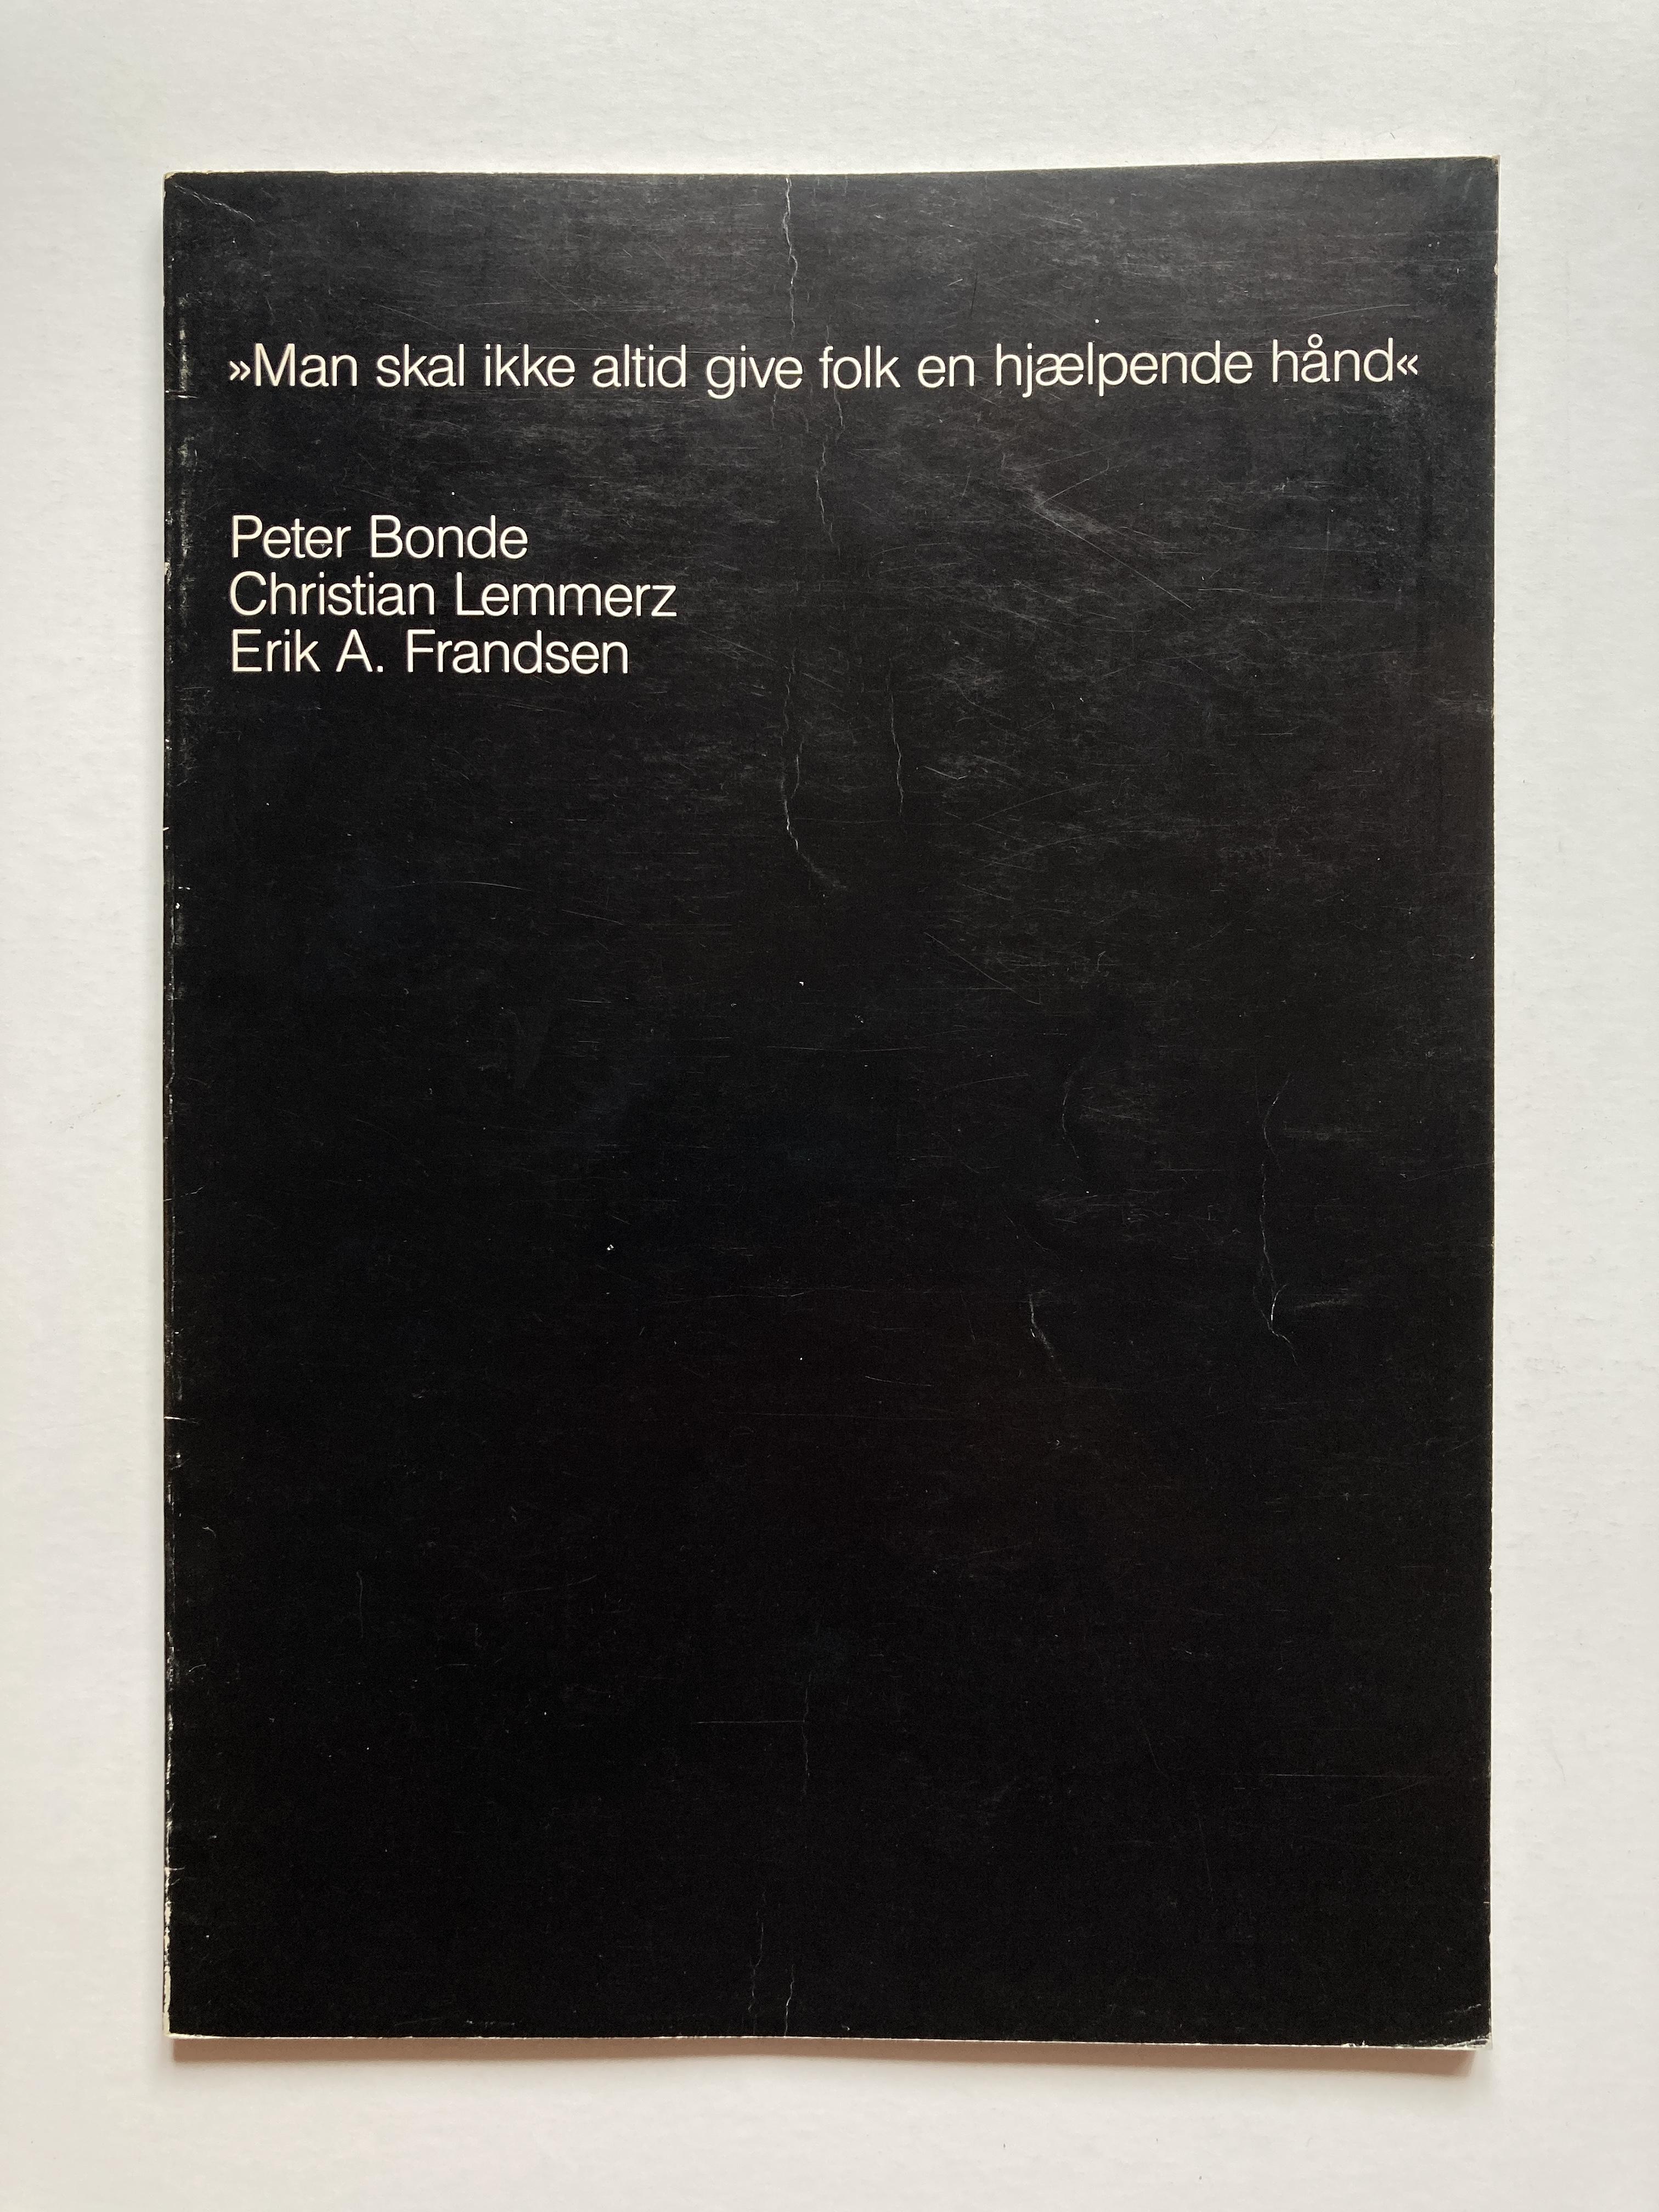 »Man skal ikke altid give folk en hjælpende hånd«
Peter Bonde
Christian Lemmerz
Erik A. Frandsen